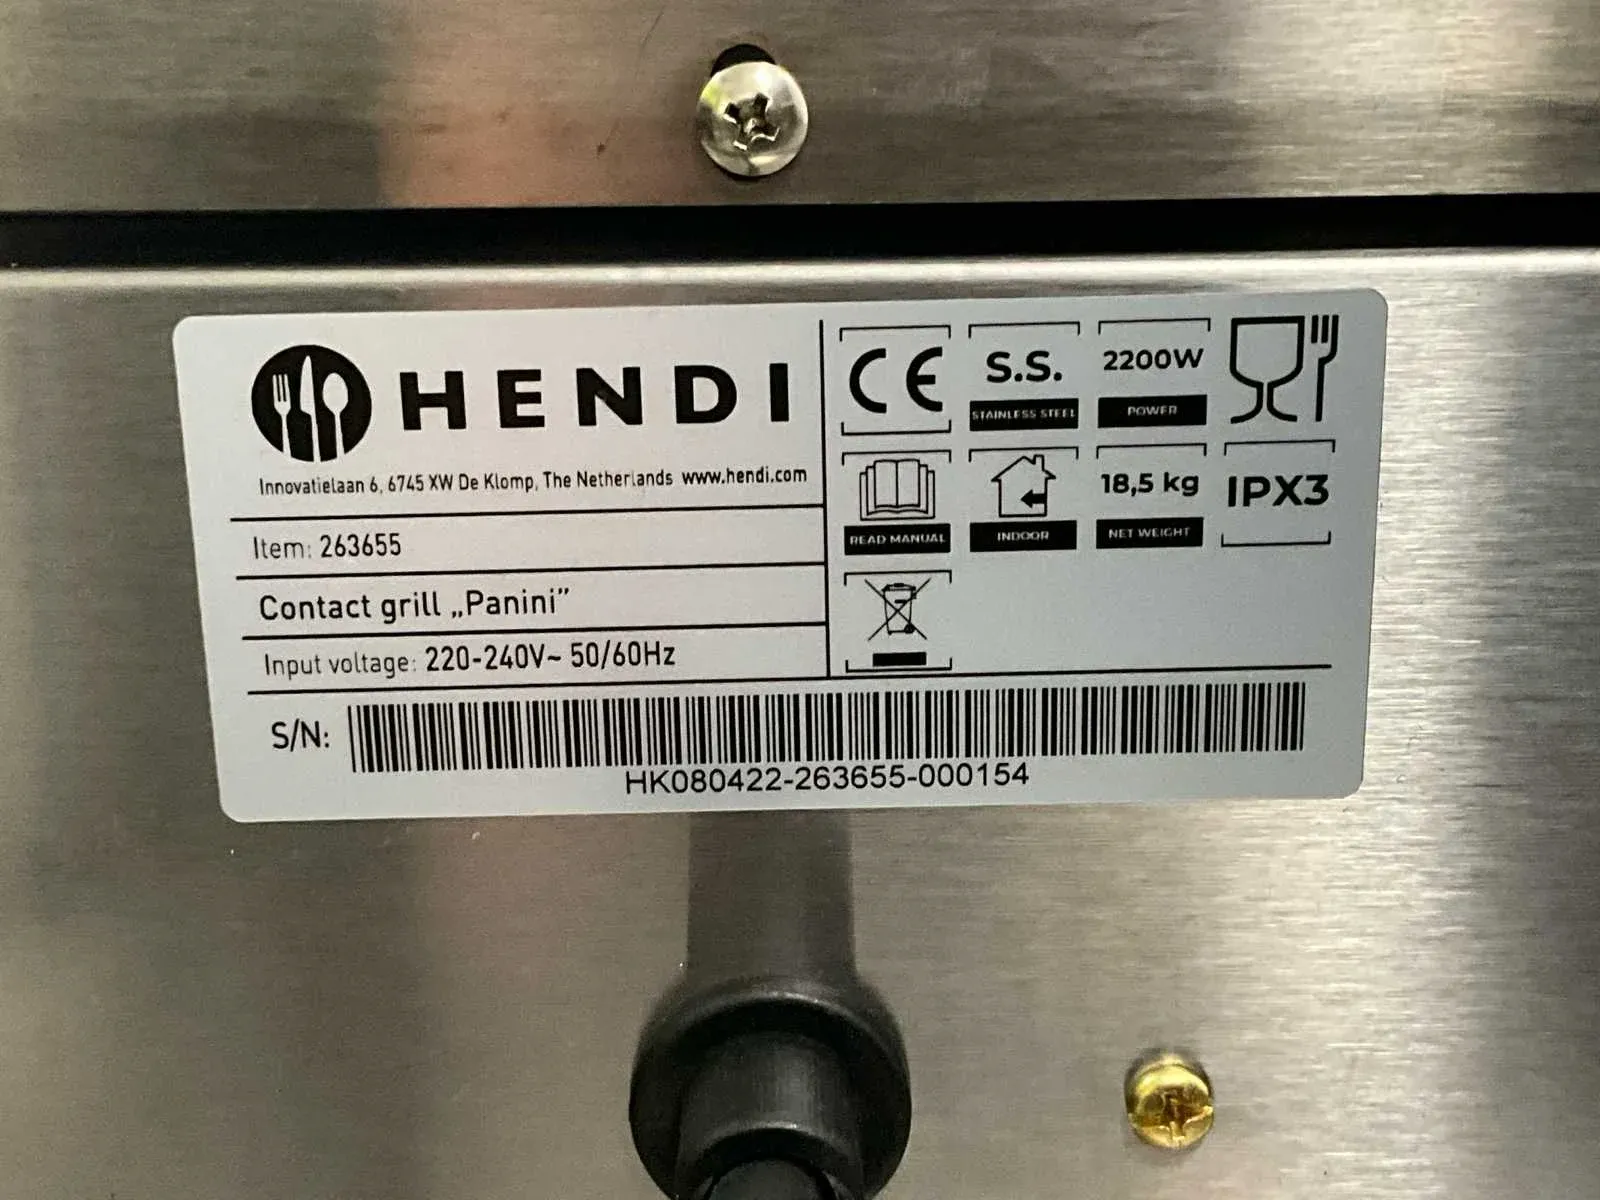 HENDI
Innovatielaan 6, 6745 XW De Klomp, The Netherlands www.hendi.com
Item: 263655
Contact grill „Panini”
Input voltage: 220-240V~ 50/60Hz
CE
S.S.
STAINLESS STEEL
2200W
POWER
READ MANUAL
INDOOR
18,5 kg
NET WEIGHT
IPX3
S/N:
HK080422-263655-000154